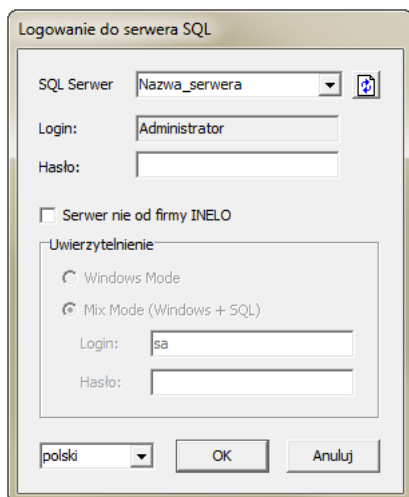 Logowanie do serwera SQL
SQL Serwer Nazwa_serwera
Login: Administrator
Hasło:
Serwer nie od firmy INELO
Uwierzytelnienie
Windows Mode
Mix Mode (Windows + SQL)
Login: sa
Hasło:
polski OK Anuluj